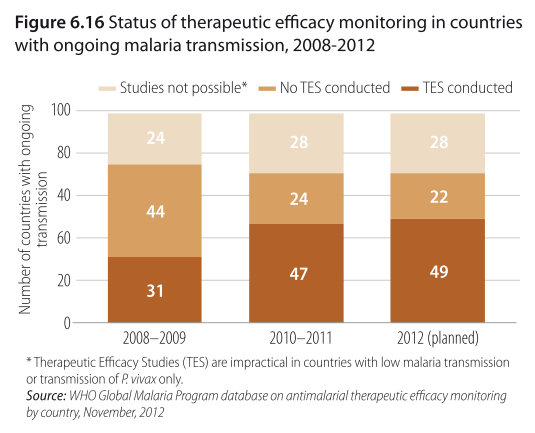 Figure 6.16 Status of therapeutic efficacy monitoring in countries
with ongoing malaria transmission, 2008-2012
Studies not possible* No TES conducted TES conducted
Number of countries with ongoing
transmission
100
80
40
60
20
0
24
44
31
28
24
47
28
22
49
2008–2009 2010–2011 2012 (planned)
* Therapeutic Efficacy Studies (TES) are impractical in countries with low malaria transmission
or transmission of P. vivax only.
Source: WHO Global Malaria Program database on antimalarial therapeutic efficacy monitoring
by country, November, 2012